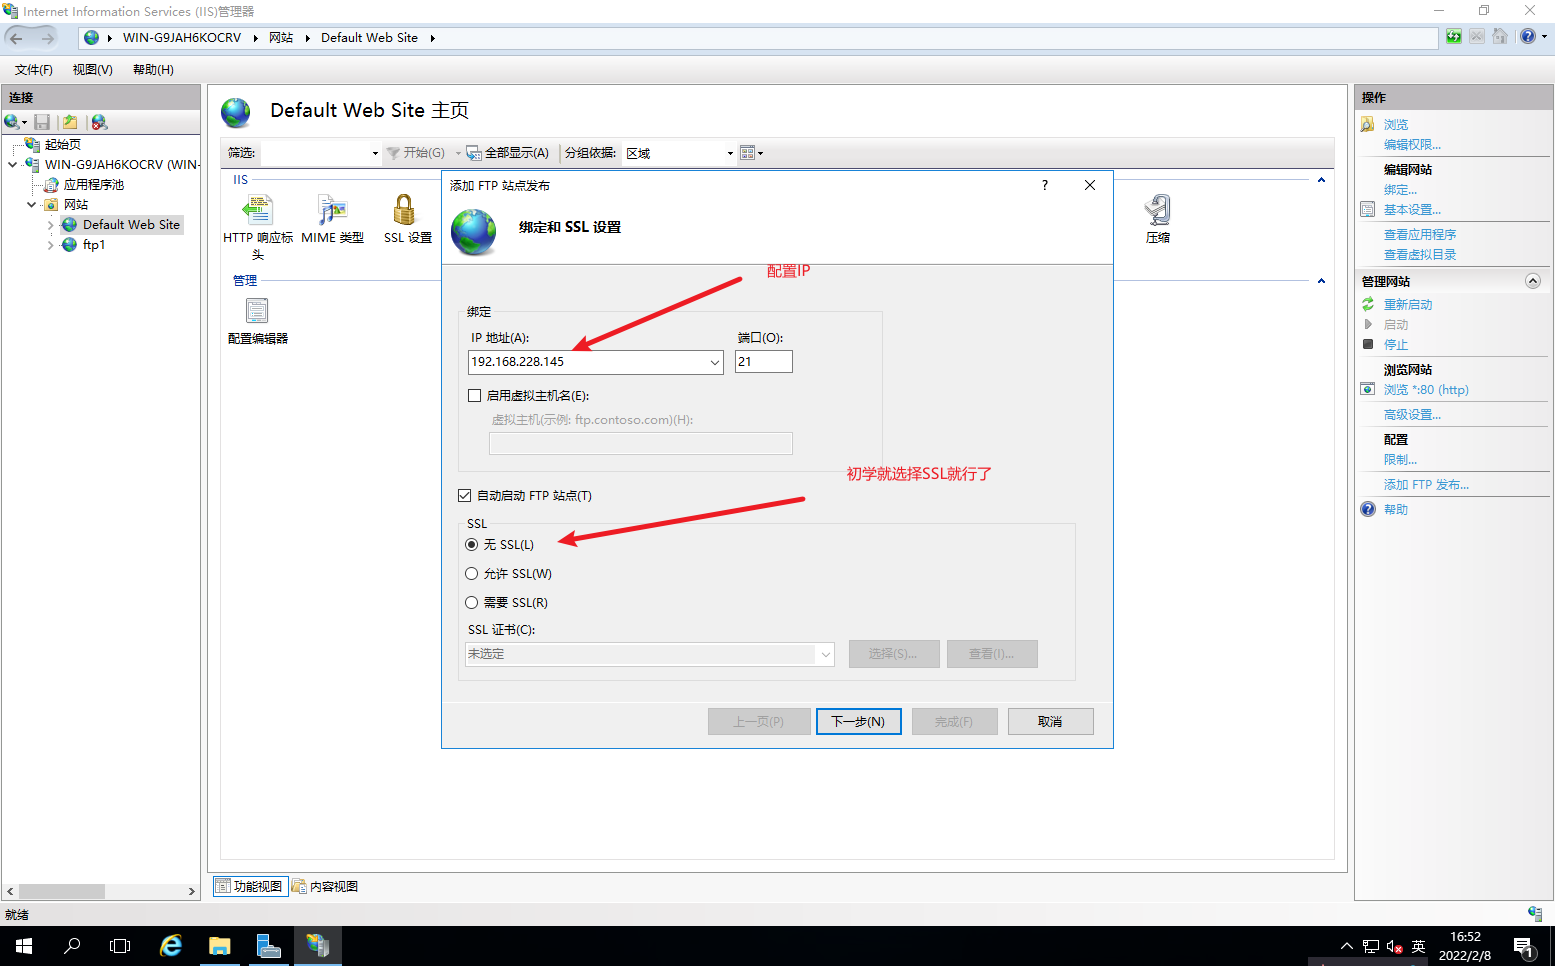 Internet Information Services (IIS)管理器
WIN-G9JAH6KOCRV
网站
Default Web Site
文件(F)
视图(V)
帮助(H)
连接
起始页
WIN-G9JAH6KOCRV (WIN-
应用程序池
网站
Default Web Site
ftp1
Default Web Site 主页
筛选:
开始(G)
全部显示(A)
分组依据:
区域
IIS
HTTP 响应标
头
MIME 类型
SSL 设置
压缩
管理
配置编辑器
添加 FTP 站点发布
?
绑定和 SSL 设置
配置IP
绑定
IP 地址(A):
端口(O):
192.168.228.145
21
启用虚拟主机名(E):
虚拟主机(示例: ftp.contoso.com)(H):
初学就选择SSL就行了
自动启动 FTP 站点(T)
SSL
无 SSL(L)
允许 SSL(W)
需要 SSL(R)
SSL 证书(C):
未选定
选择(S)...
查看(I)...
上一页(P)
下一步(N)
完成(F)
取消
操作
浏览
编辑权限...
编辑网站
绑定...
基本设置...
查看应用程序
查看虚拟目录
管理网站
重新启动
启动
停止
浏览网站
浏览 *:80 (http)
高级设置...
配置
限制...
添加 FTP 发布...
帮助
功能视图
内容视图
就绪
英
16:52
2022/2/8
1